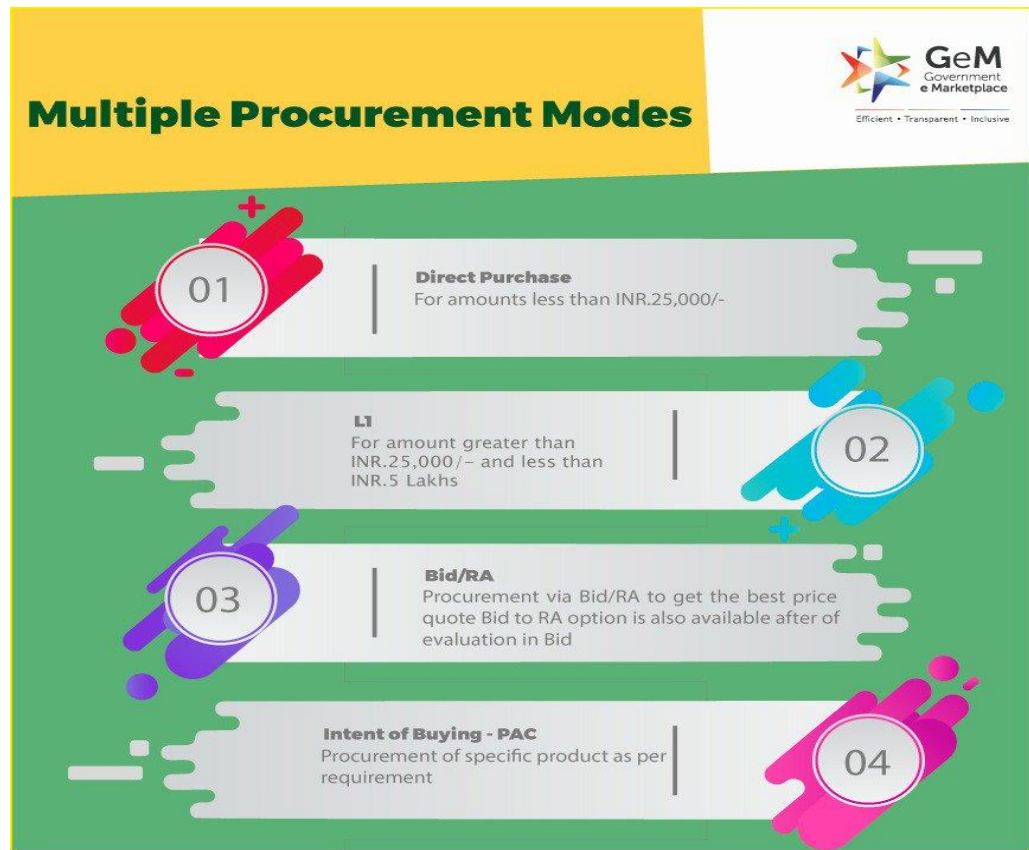 Multiple Procurement Modes
GeM
Government
e Marketplace
Efficient • Transparent • Inclusive
01
Direct Purchase
For amounts less than INR.25,000/-
L1
For amount greater than
INR.25,000/- and less than
INR.5 Lakhs
02
03
Bid/RA
Procurement via Bid/RA to get the best price
quote Bid to RA option is also available after of
evaluation in Bid
Intent of Buying - PAC
Procurement of specific product as per
requirement
04